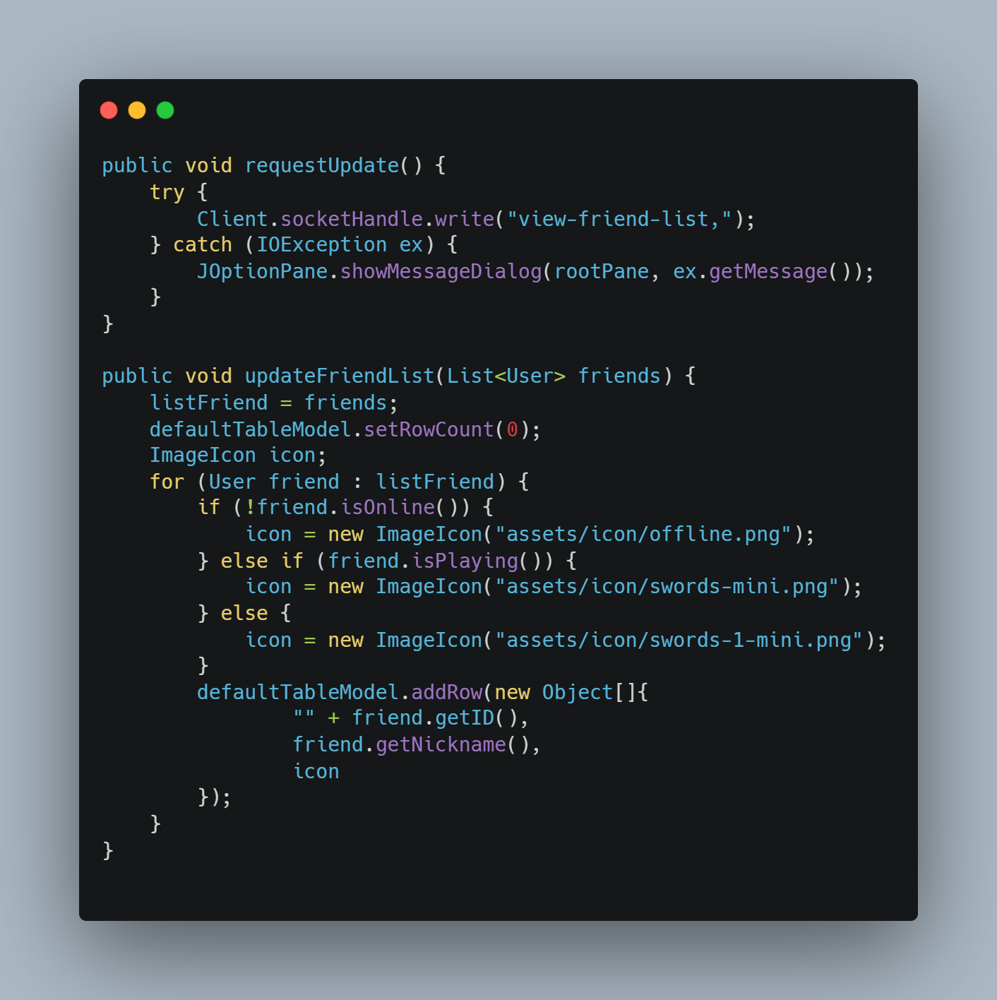 public void requestUpdate() {
    try {
        Client.socketHandle.write("view-friend-list,");
    } catch (IOException ex) {
        JOptionPane.showMessageDialog(rootPane, ex.getMessage());
    }
}

public void updateFriendList(List<User> friends) {
    listFriend = friends;
    defaultTableModel.setRowCount(0);
    ImageIcon icon;
    for (User friend : listFriend) {
        if (!friend.isOnline()) {
            icon = new ImageIcon("assets/icon/offline.png");
        } else if (friend.isPlaying()) {
            icon = new ImageIcon("assets/icon/swords-mini.png");
        } else {
            icon = new ImageIcon("assets/icon/swords-1-mini.png");
        }
        defaultTableModel.addRow(new Object[]{
                "" + friend.getID(),
                friend.getNickname(),
                icon
        });
    }
}